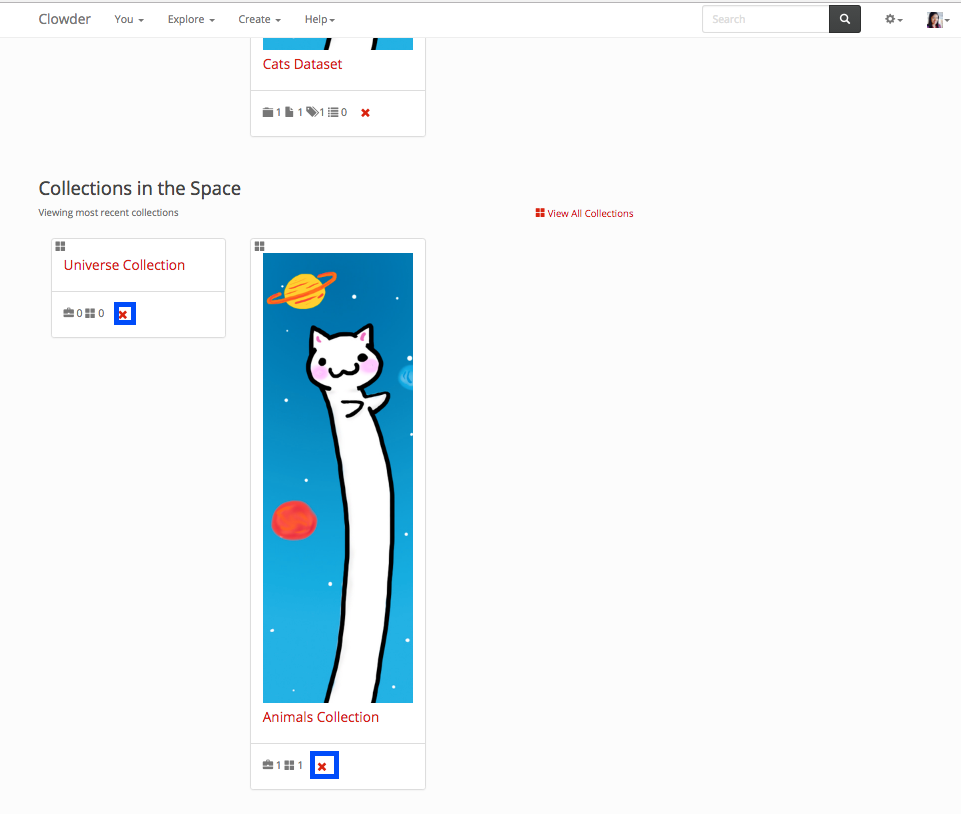 Clowder You Explore Create Help Search
Cats Dataset
1 1 1 0
Collections in the Space
Viewing most recent collections
View All Collections
Universe Collection
0 0
Animals Collection
1 1